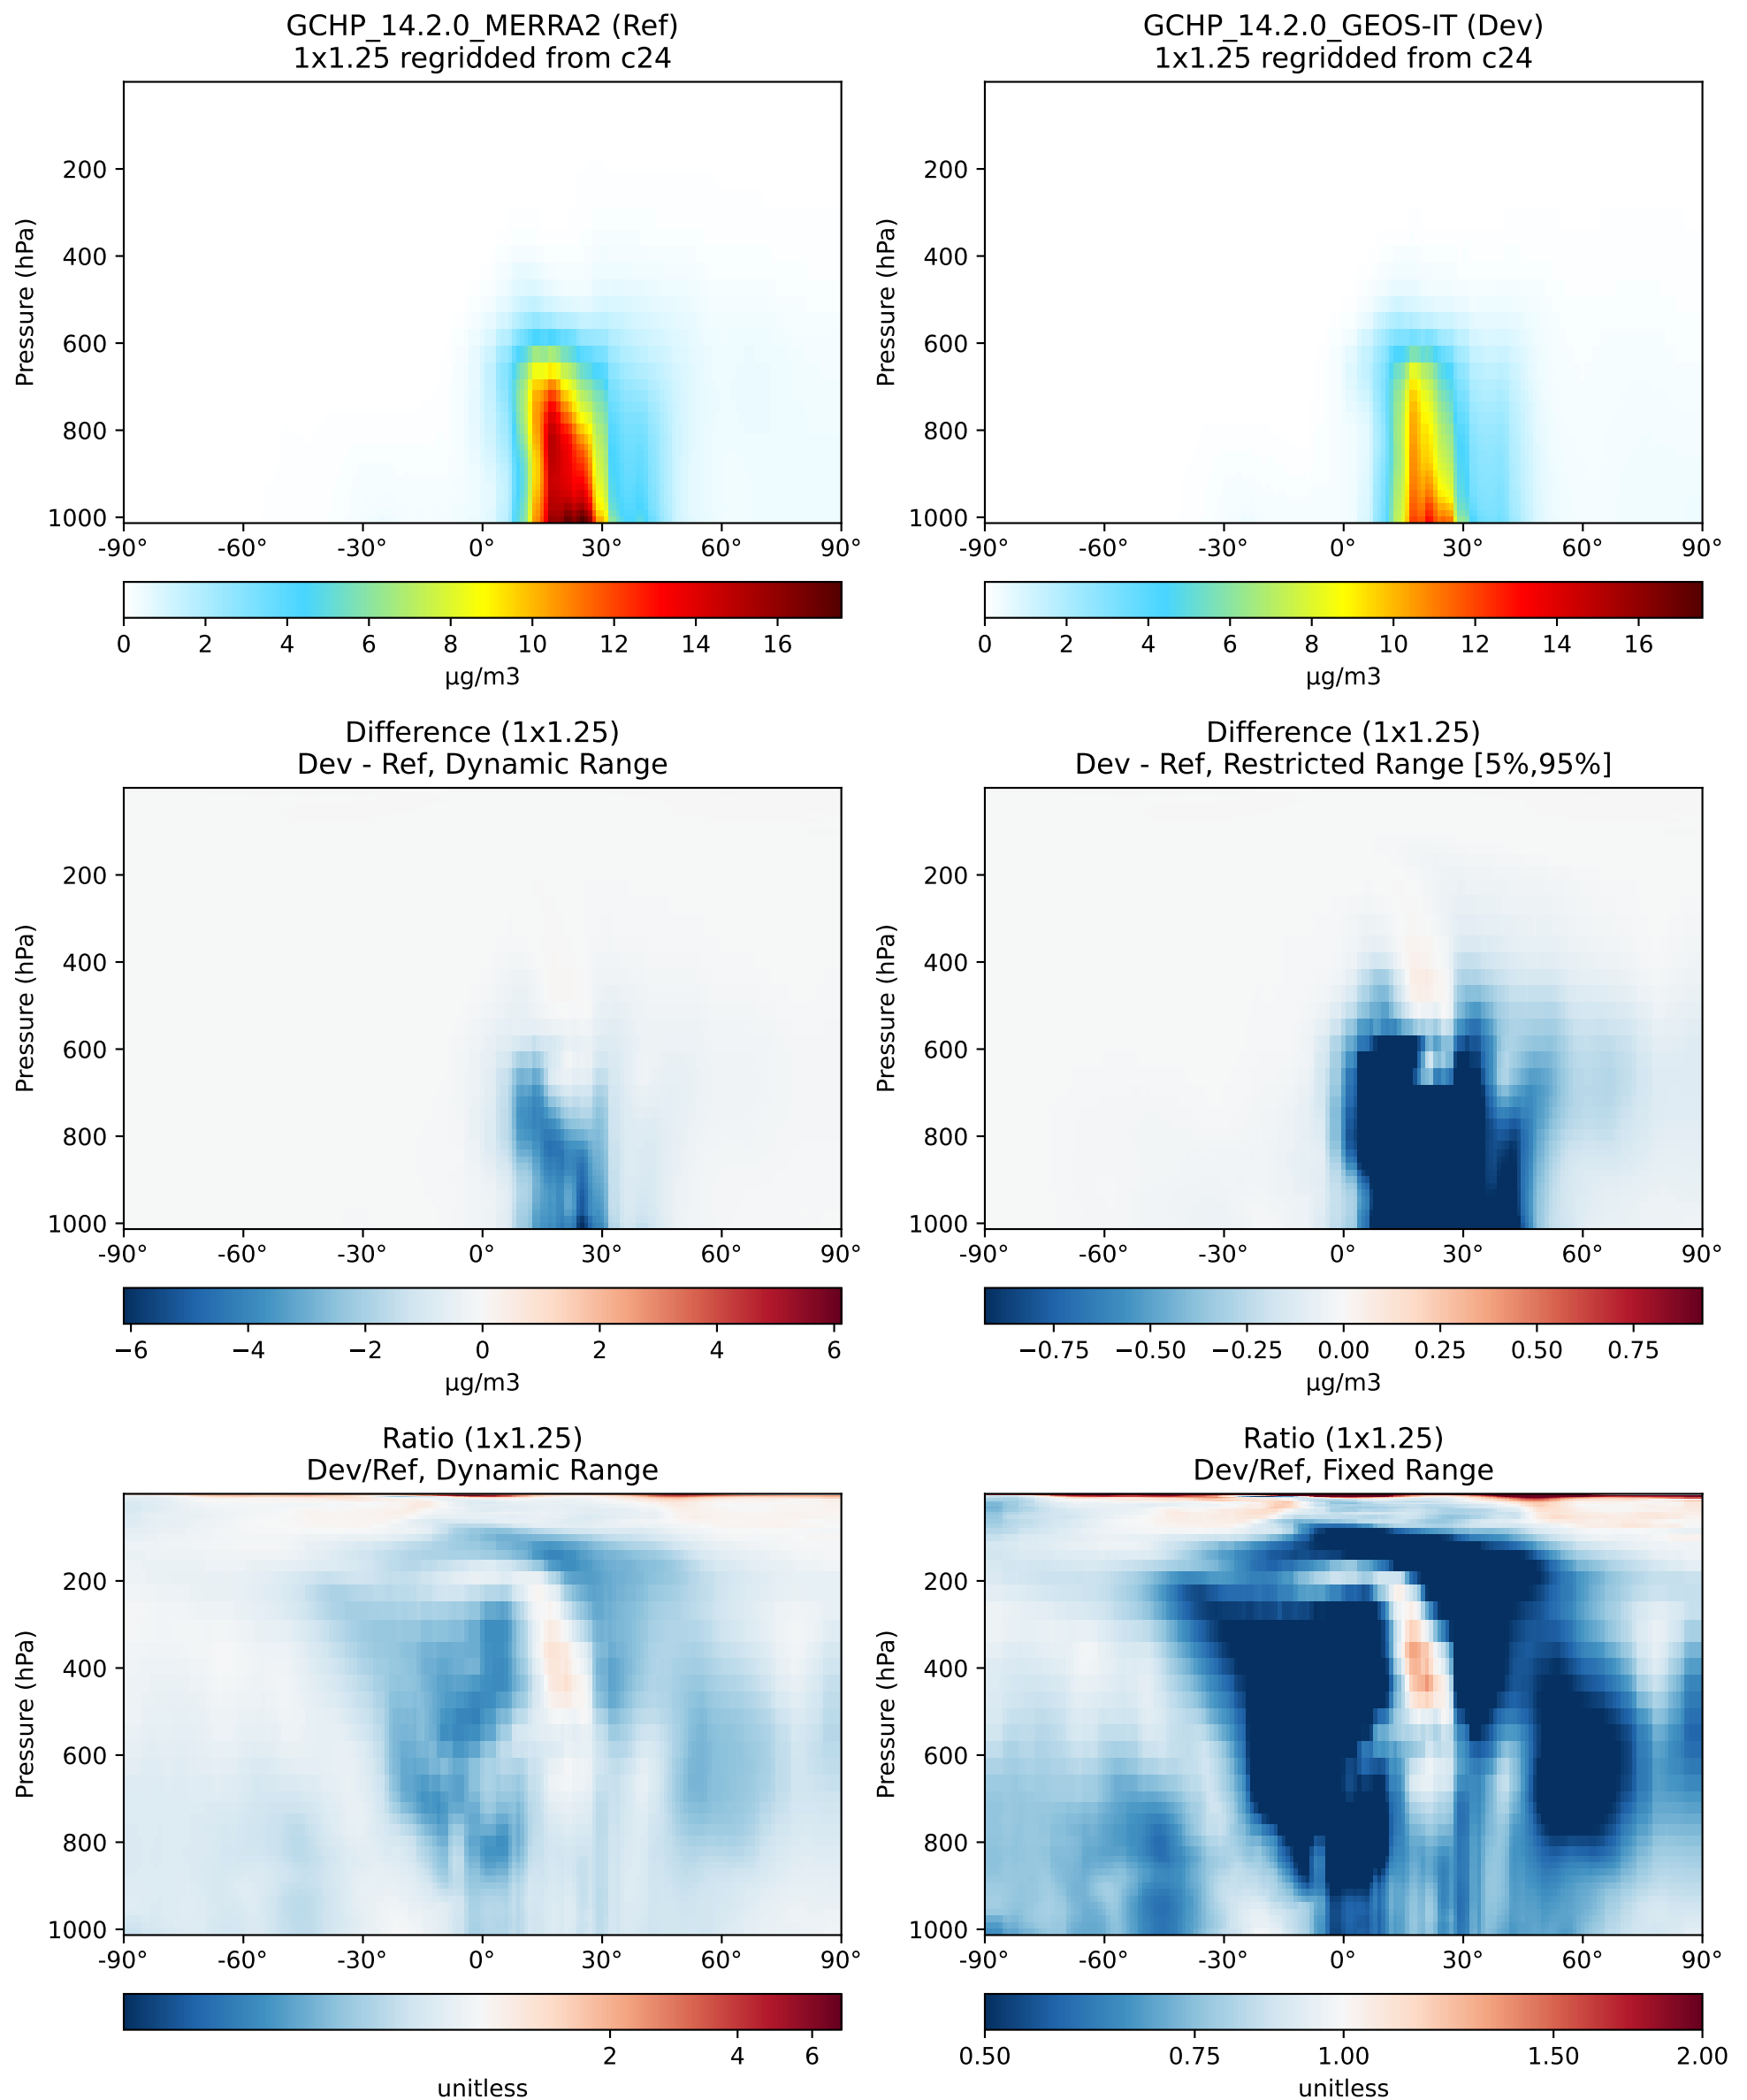 GCHP_14.2.0_MERRA2 (Ref)
1x1.25 regridded from c24
Pressure (hPa)
200
400
600
800
1000
-90° -60° -30° 0° 30° 60° 90°
0 2 4 6 8 10 12 14 16
μg/m3
GCHP_14.2.0_GEOS-IT (Dev)
1x1.25 regridded from c24
Pressure (hPa)
200
400
600
800
1000
-90° -60° -30° 0° 30° 60° 90°
0 2 4 6 8 10 12 14 16
μg/m3
Difference (1x1.25)
Dev - Ref, Dynamic Range
Pressure (hPa)
200
400
600
800
1000
-90° -60° -30° 0° 30° 60° 90°
−6 −4 −2 0 2 4 6
μg/m3
Difference (1x1.25)
Dev - Ref, Restricted Range [5%,95%]
Pressure (hPa)
200
400
600
800
1000
-90° -60° -30° 0° 30° 60° 90°
−0.75 −0.50 −0.25 0.00 0.25 0.50 0.75
μg/m3
Ratio (1x1.25)
Dev/Ref, Dynamic Range
Pressure (hPa)
200
400
600
800
1000
-90° -60° -30° 0° 30° 60° 90°
2 4 6
unitless
Ratio (1x1.25)
Dev/Ref, Fixed Range
Pressure (hPa)
200
400
600
800
1000
-90° -60° -30° 0° 30° 60° 90°
0.50 0.75 1.00 1.50 2.00
unitless